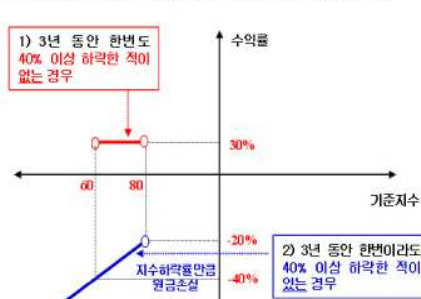 1) 3년 동안 한번도
40% 이상 하락한 적이
없는 경우
수익률
30%
60
80
기준지수
-20%
지수하락률만큼
원금손실
-40%
2) 3년 동안 한번이라도
40% 이상 하락한 적이
있는 경우